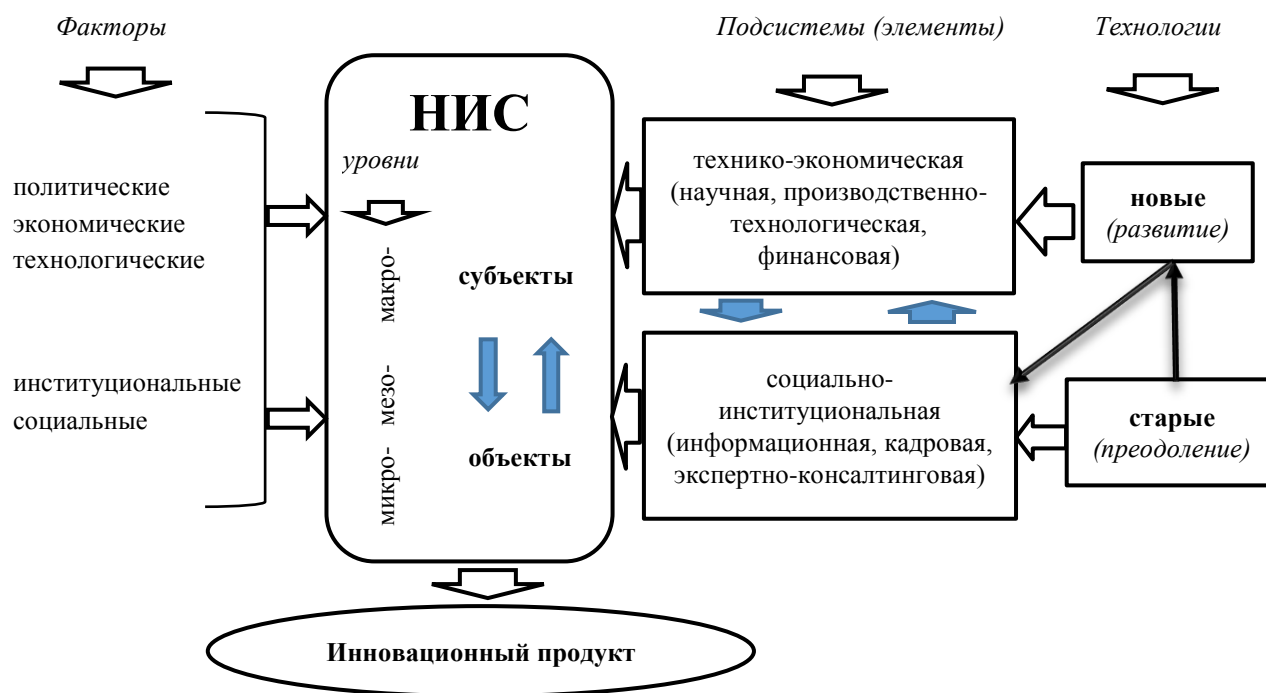 Факторы
Подсистемы (элементы)
Технологии
НИС
уровни
политические
экономические
технологические
институциональные
социальные
макро-
мезо-
микро-
субъекты
объекты
технико-экономическая
(научная, производственно-
технологическая,
финансовая)
социально-
институциональная
(информационная, кадровая,
экспертно-консалтинговая)
новые
(развитие)
старые
(преодоление)
Инновационный продукт